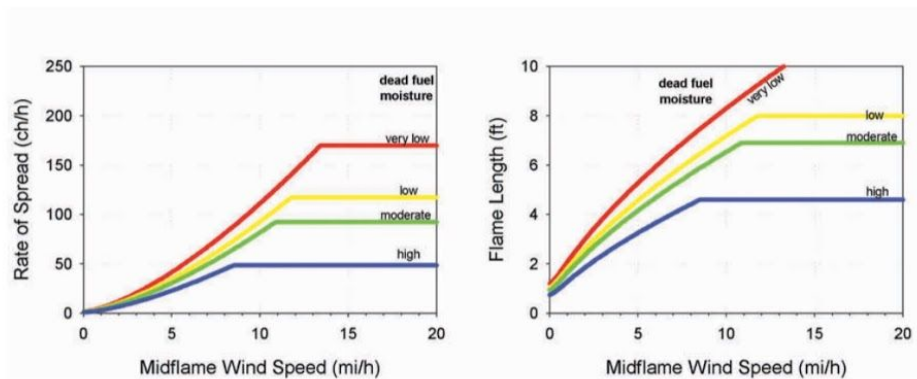 250
200
150
100
50
0
Rate of Spread (ch/h)
dead fuel
moisture
very low
low
moderate
high
0 5 10 15 20
Midflame Wind Speed (mi/h)
10
8
6
4
2
0
Flame Length (ft)
dead fuel
moisture
very low
low
moderate
high
0 5 10 15 20
Midflame Wind Speed (mi/h)